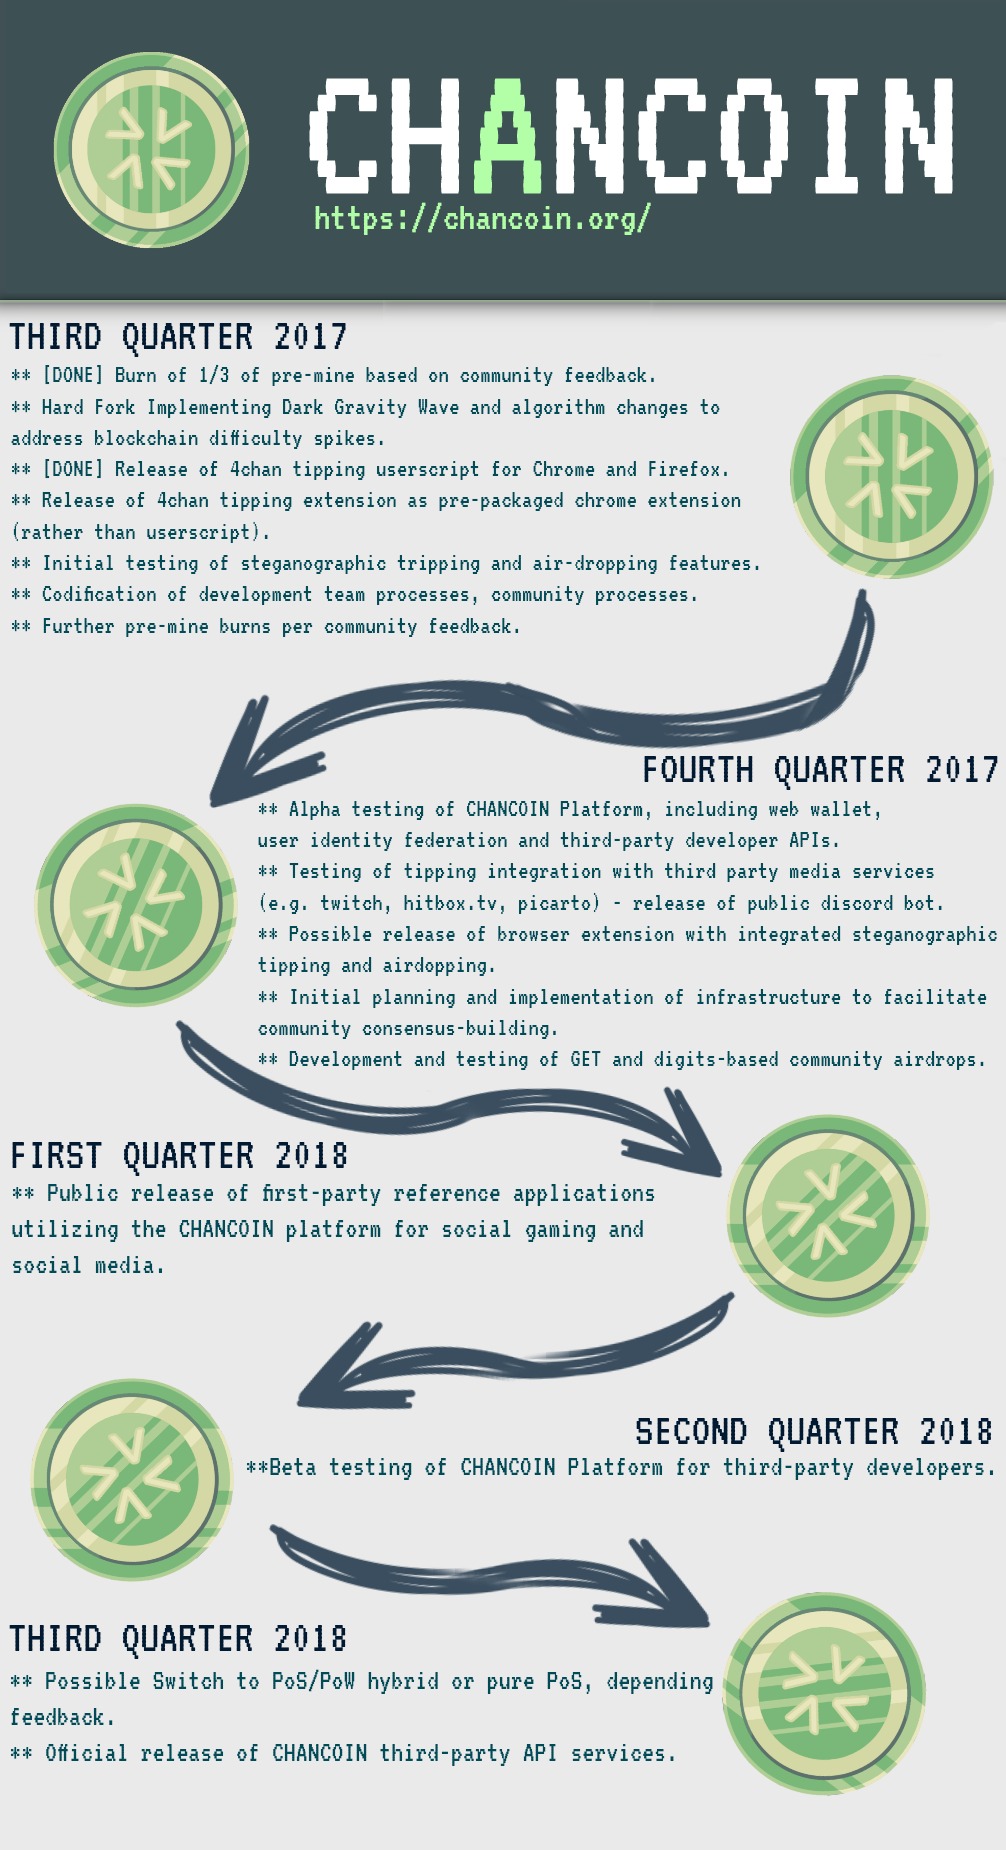 CHANCOIN
https://chancoin.org/
THIRD QUARTER 2017
** [DONE] Burn of 1/3 of pre-mine based on community feedback.
** Hard Fork Implementing Dark Gravity Wave and algorithm changes to
address blockchain difficulty spikes.
** [DONE] Release of 4chan tipping userscript for Chrome and Firefox.
** Release of 4chan tipping extension as pre-packaged chrome extension
(rather than userscript).
** Initial testing of steganographic tripping and air-dropping features.
** Codification of development team processes, community processes.
** Further pre-mine burns per community feedback.
FOURTH QUARTER 2017
** Alpha testing of CHANCOIN Platform, including web wallet,
user identity federation and third-party developer APIs.
** Testing of tipping integration with third party media services
(e.g. twitch, hitbox.tv, picarto) - release of public discord bot.
** Possible release of browser extension with integrated steganographic
tipping and airdopping.
** Initial planning and implementation of infrastructure to facilitate
community consensus-building.
** Development and testing of GET and digits-based community airdrops.
FIRST QUARTER 2018
** Public release of first-party reference applications
utilizing the CHANCOIN platform for social gaming and
social media.
SECOND QUARTER 2018
**Beta testing of CHANCOIN Platform for third-party developers.
THIRD QUARTER 2018
** Possible Switch to PoS/PoW hybrid or pure PoS, depending
feedback.
** Official release of CHANCOIN third-party API services.